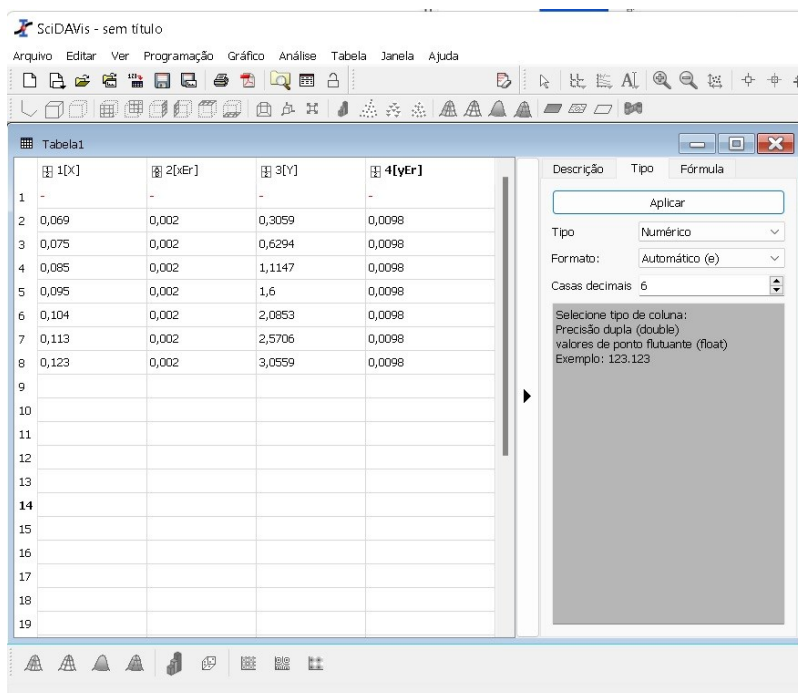 SciDAVis - sem título
Arquivo Editar Ver Programação Gráfico Análise Tabela Janela Ajuda
Tabela1
1[X] 2[xEr] 3[Y] 4[yEr]
1 - - - -
2 0,069 0,002 0,3059 0,0098
3 0,075 0,002 0,6294 0,0098
4 0,085 0,002 1,1147 0,0098
5 0,095 0,002 1,6 0,0098
6 0,104 0,002 2,0853 0,0098
7 0,113 0,002 2,5706 0,0098
8 0,123 0,002 3,0559 0,0098
9
10
11
12
13
14
15
16
17
18
19
Descrição Tipo Fórmula
Aplicar
Tipo Numérico
Formato: Automático (e)
Casas decimais 6
Selecione tipo de coluna:
Precisão dupla (double)
valores de ponto flutuante (float)
Exemplo: 123.123